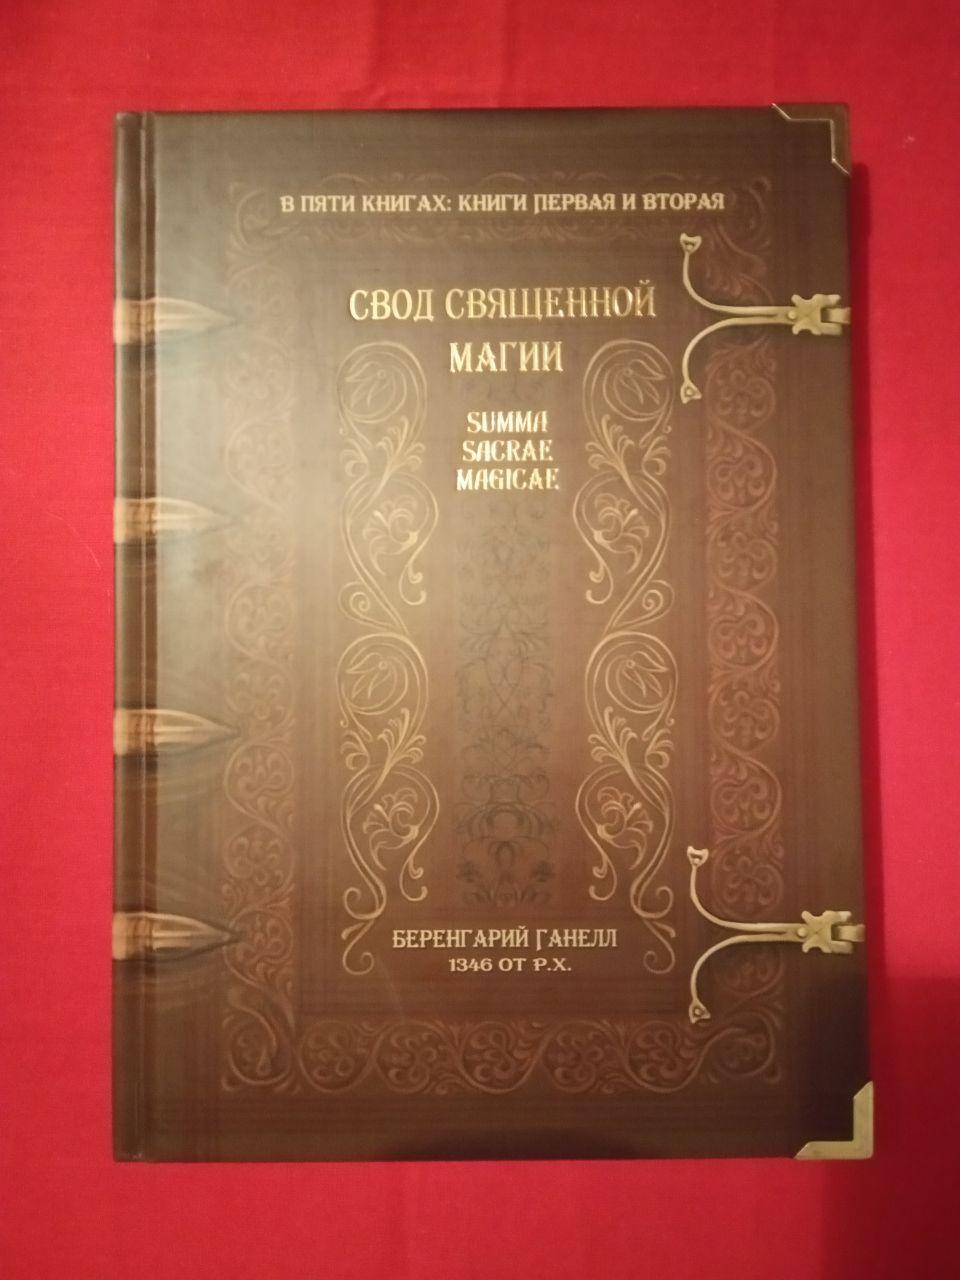 В ПЯТИ КНИГАХ: КНИГИ ПЕРВАЯ И ВТОРАЯ
СВОД СВЯЩЕННОЙ
МАГИИ
SUMMA
SACRAE
MAGICAE
БЕРЕНГАРИЙ ГАНЕЛЛ
1346 ОТ Р.Х.